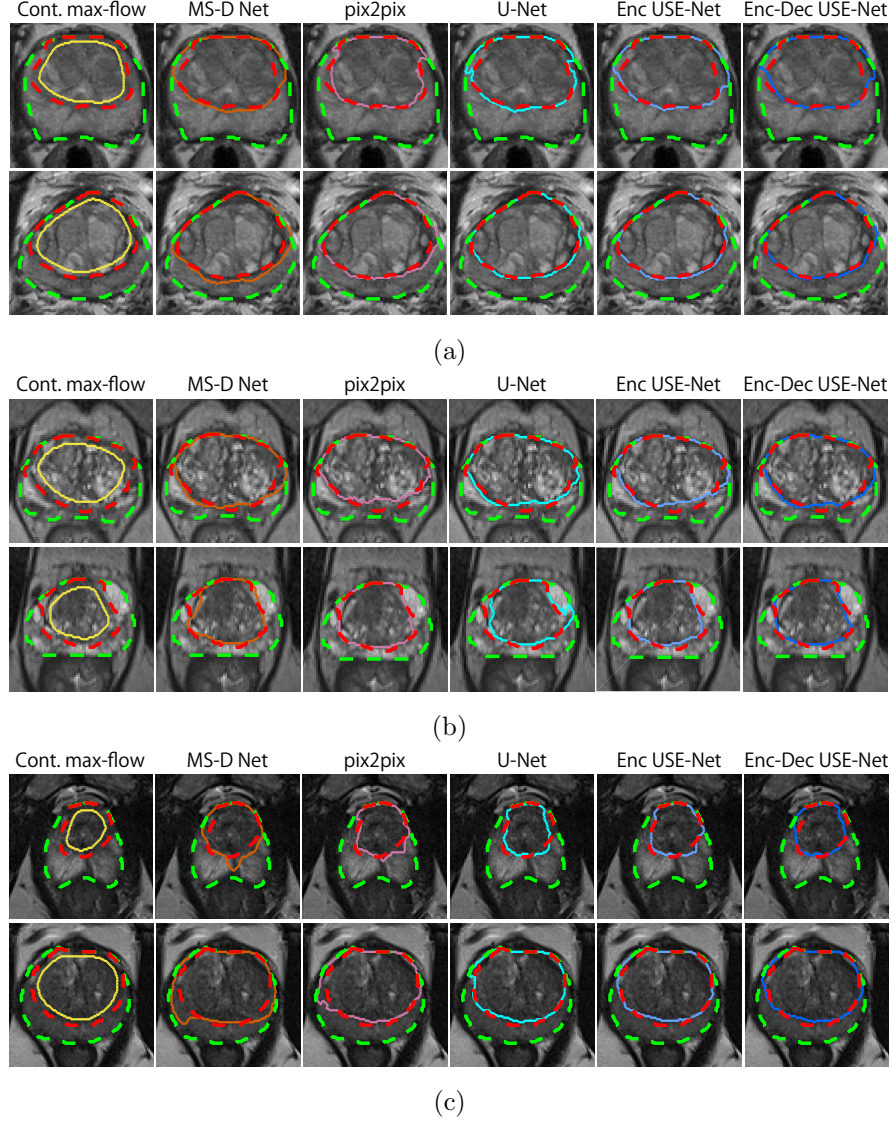 Cont. max-flow MS-D Net pix2pix U-Net Enc USE-Net Enc-Dec USE-Net
(a)
Cont. max-flow MS-D Net pix2pix U-Net Enc USE-Net Enc-Dec USE-Net
(b)
Cont. max-flow MS-D Net pix2pix U-Net Enc USE-Net Enc-Dec USE-Net
(c)